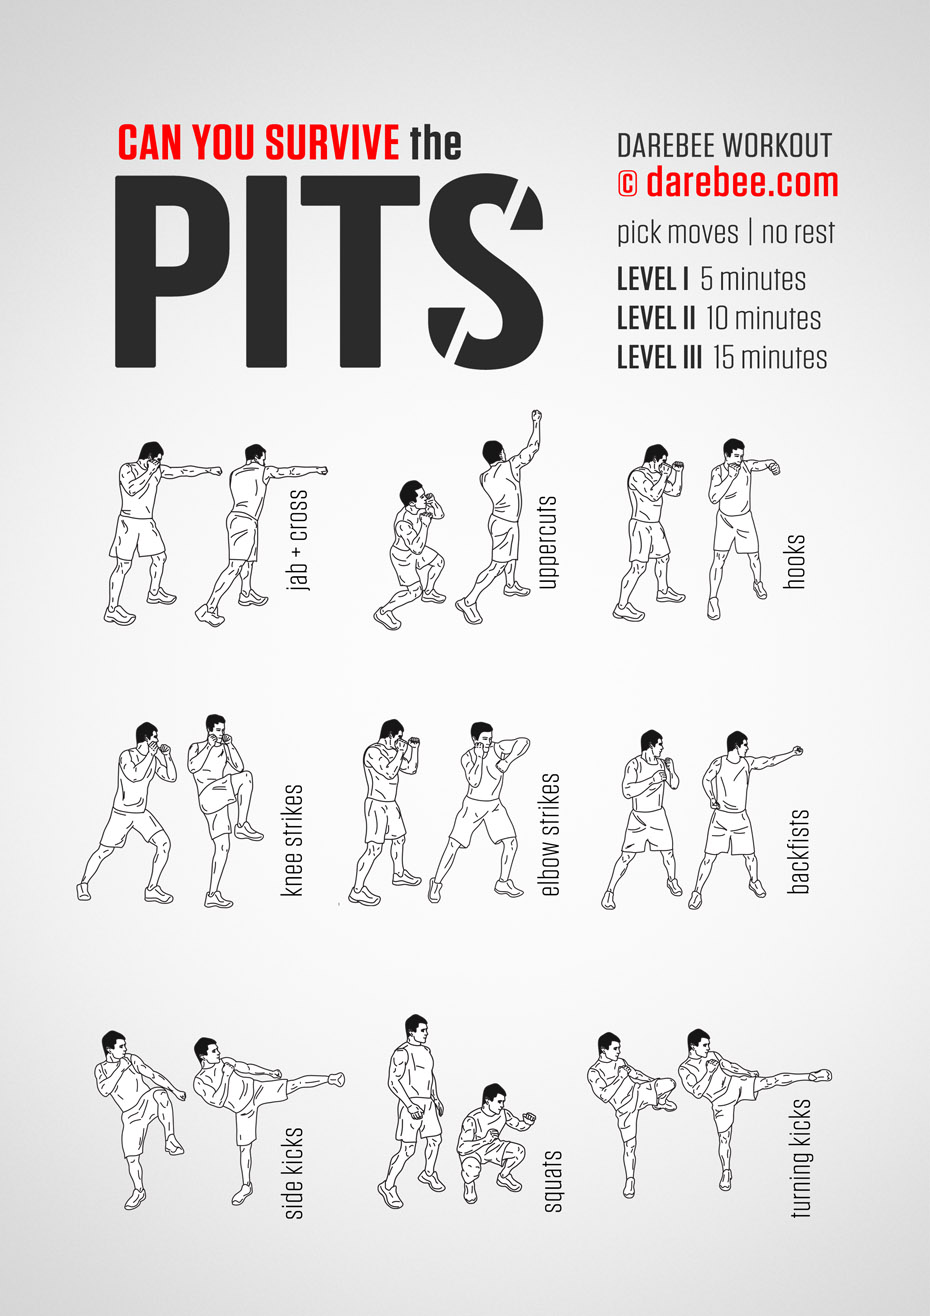 CAN YOU SURVIVE the
PITS
DAREBEE WORKOUT
© darebee.com
pick moves | no rest
LEVEL I 5 minutes
LEVEL II 10 minutes
LEVEL III 15 minutes
jab + cross
uppercuts
hooks
knee strikes
elbow strikes
backfists
side kicks
squats
turning kicks